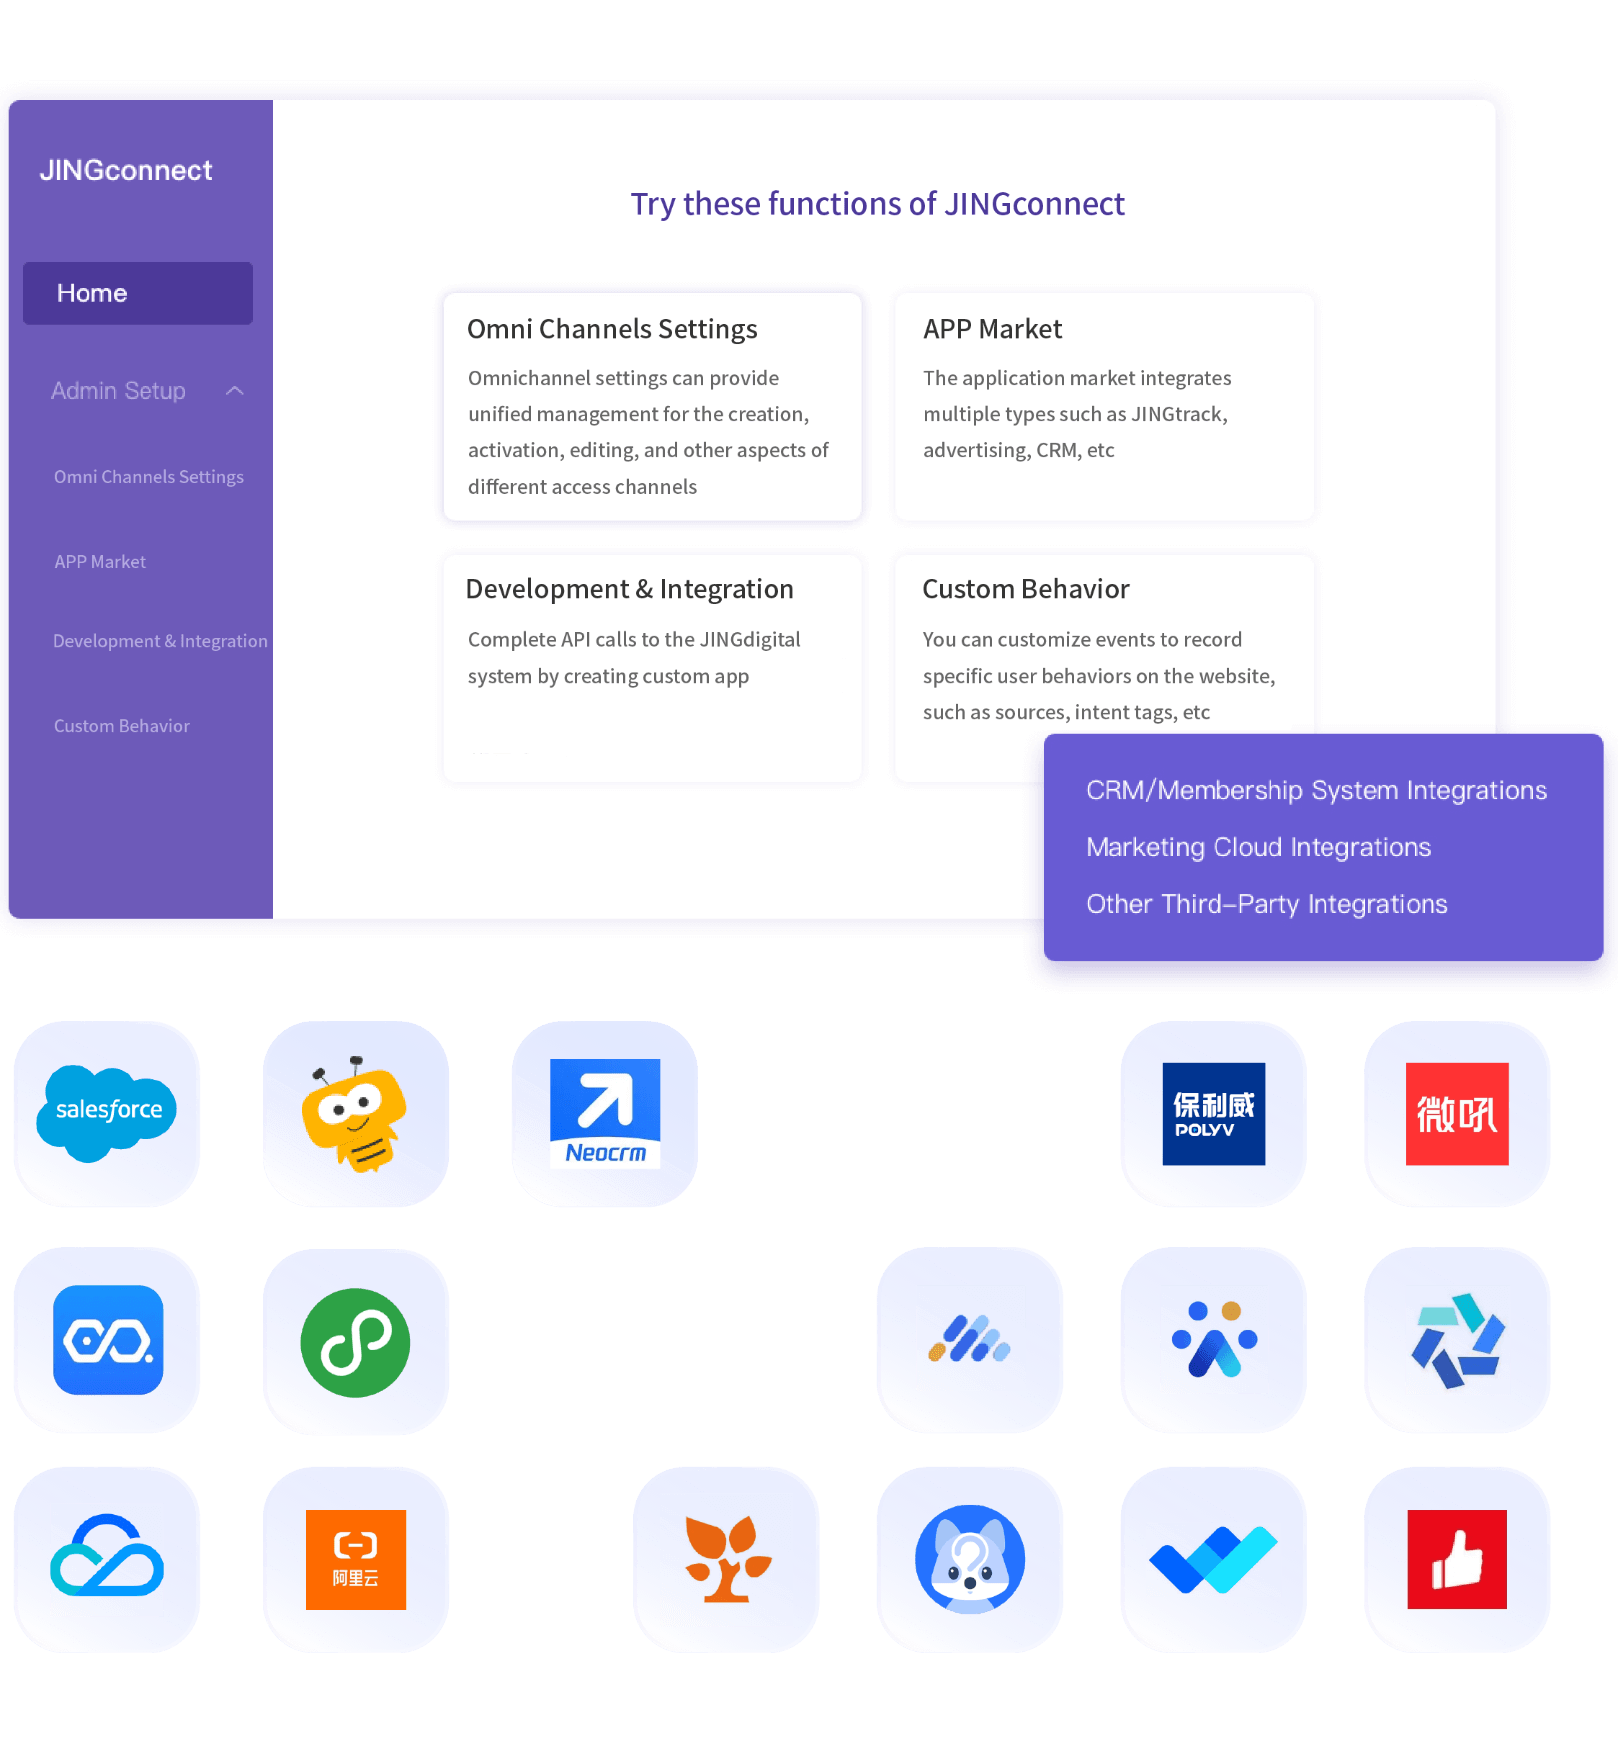 JINGconnect
Home
Admin Setup
Omni Channels Settings
APP Market
Development & Integration
Custom Behavior
Try these functions of JINGconnect
Omni Channels Settings
Omnichannel settings can provide
unified management for the creation,
activation, editing, and other aspects of
different access channels
APP Market
The application market integrates
multiple types such as JINGtrack,
advertising, CRM, etc
Development & Integration
Complete API calls to the JINGdigital
system by creating custom app
Custom Behavior
You can customize events to record
specific user behaviors on the website,
such as sources, intent tags, etc
CRM/Membership System Integrations
Marketing Cloud Integrations
Other Third-Party Integrations
salesforce
Neocrm
保利威
POLYV
微吼
阿里云